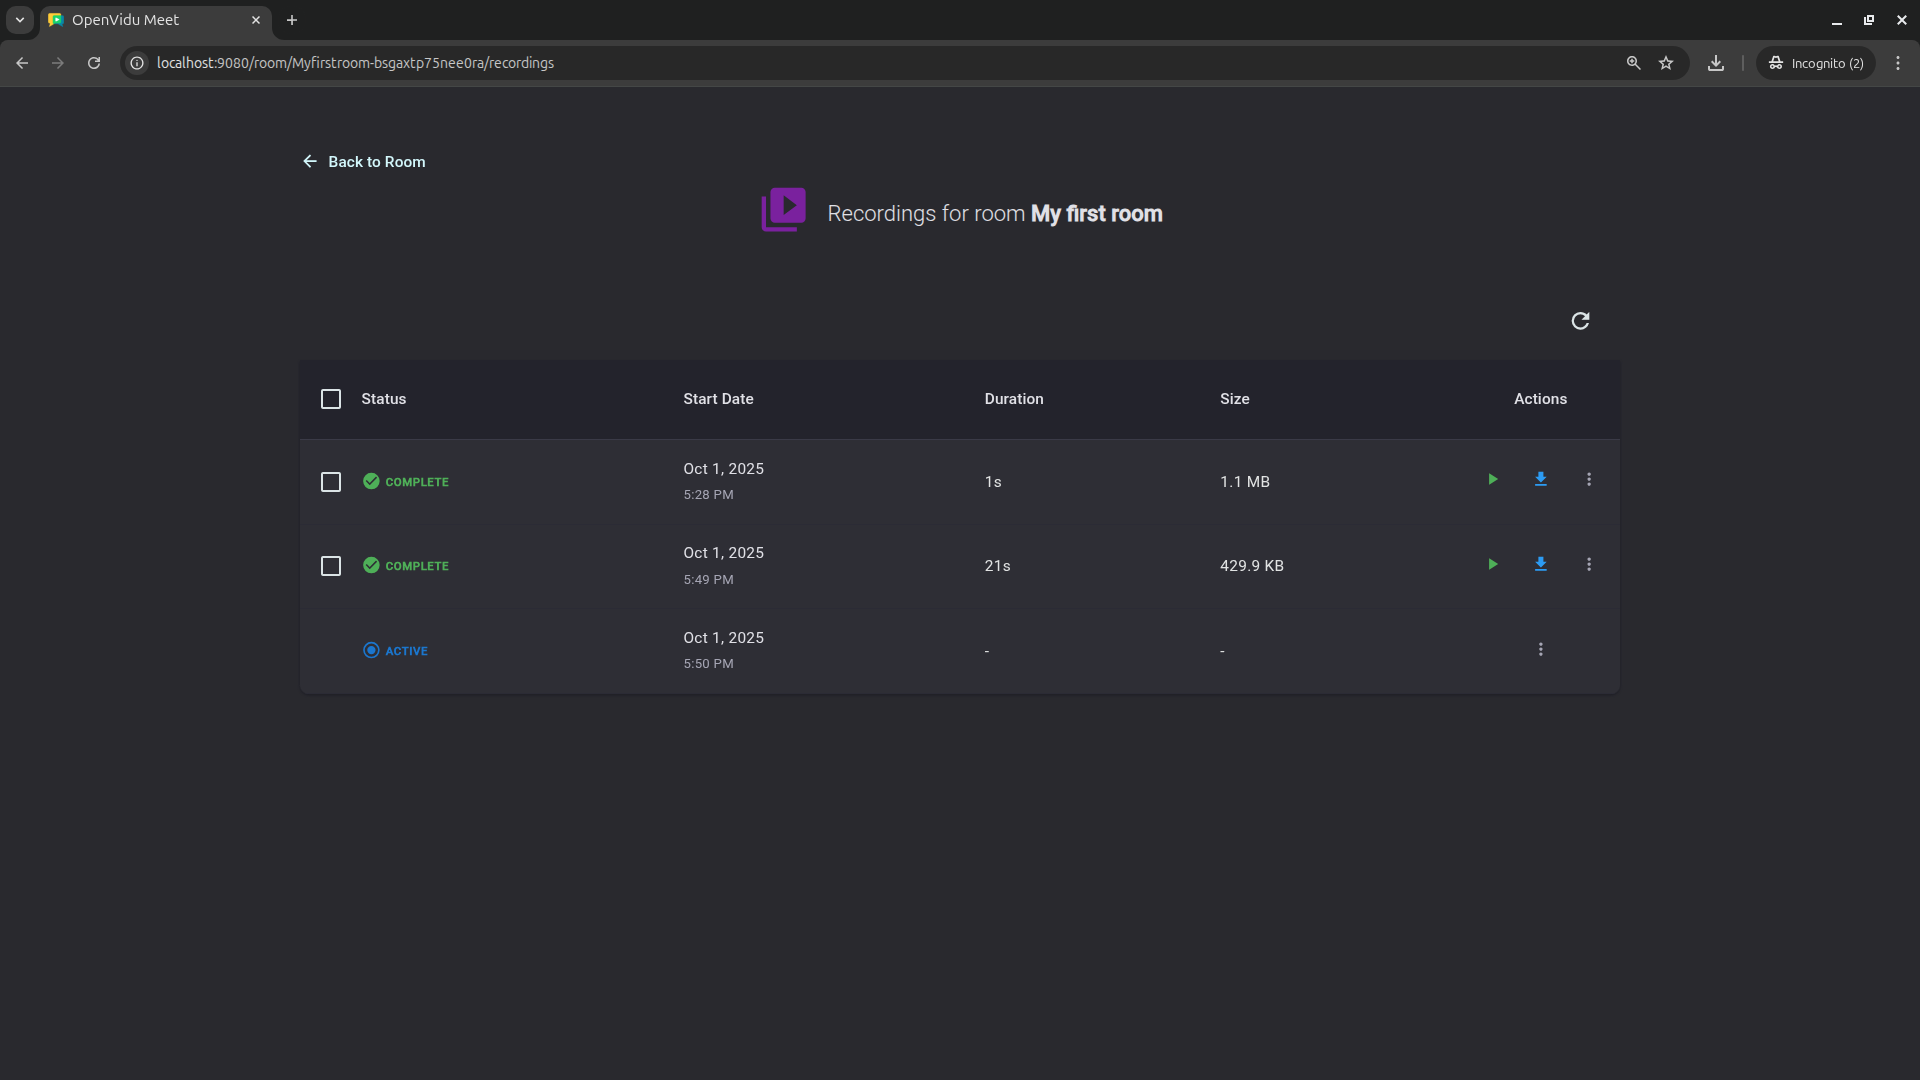 OpenVidu Meet
localhost:9080/room/Myfirstroom-bsgaxtp75nee0ra/recordings
Incognito (2)
Back to Room
Recordings for room My first room
Status Start Date Duration Size Actions
COMPLETE Oct 1, 2025 1s 1.1 MB
5:28 PM
COMPLETE Oct 1, 2025 21s 429.9 KB
5:49 PM
ACTIVE Oct 1, 2025 - -
5:50 PM